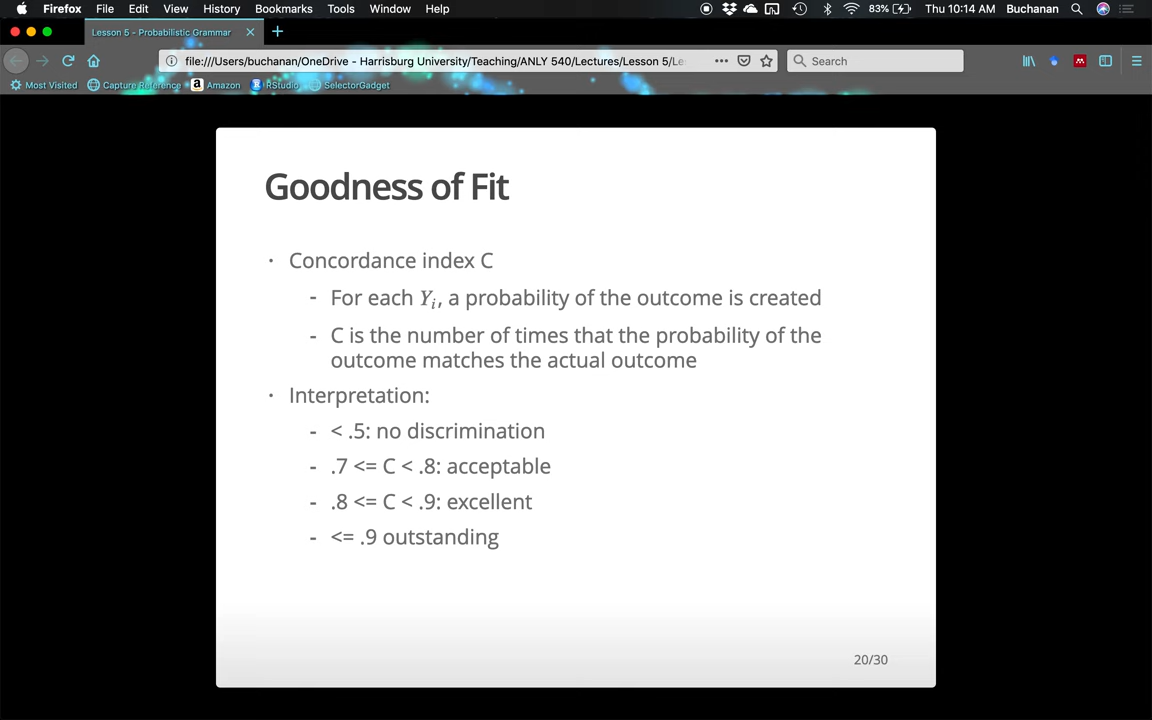 Firefox File Edit View History Bookmarks Tools Window Help 83% Thu 10:14 AM Buchanan
Lesson 5 - Probabilistic Grammar
file:///Users/buchanan/OneDrive - Harrisburg University/Teaching/ANLY 540/Lectures/Lesson 5/Le Search
Most Visited Capture Reference Amazon RStudio SelectorGadget
Goodness of Fit
· Concordance index C
- For each Yi, a probability of the outcome is created
- C is the number of times that the probability of the
outcome matches the actual outcome
· Interpretation:
- < .5: no discrimination
- .7 <= C < .8: acceptable
- .8 <= C < .9: excellent
- <= .9 outstanding
20/30